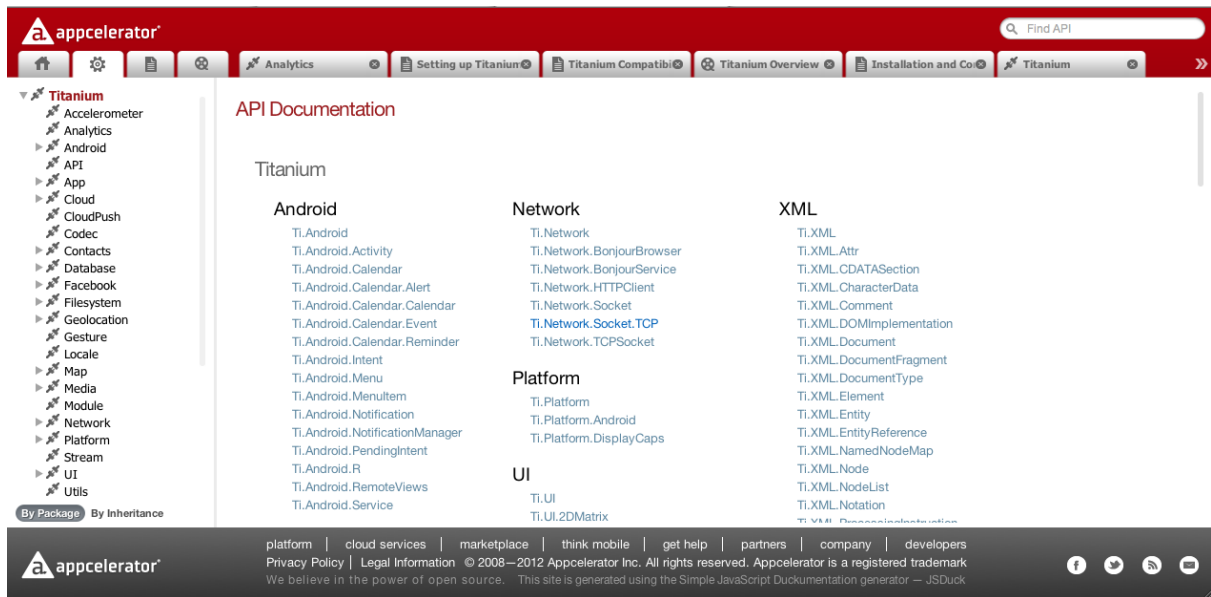 appcelerator
Find API
Analytics
Setting up Titanium
Titanium Compatibi
Titanium Overview
Installation and Co
Titanium
Titanium
Accelerometer
Analytics
Android
API
App
Cloud
CloudPush
Codec
Contacts
Database
Facebook
Filesystem
Geolocation
Gesture
Locale
Map
Media
Module
Network
Platform
Stream
UI
Utils
By Package By Inheritance
API Documentation
Titanium
Android
Ti.Android
Ti.Android.Activity
Ti.Android.Calendar
Ti.Android.Calendar.Alert
Ti.Android.Calendar.Calendar
Ti.Android.Calendar.Event
Ti.Android.Calendar.Reminder
Ti.Android.Intent
Ti.Android.Menu
Ti.Android.MenuItem
Ti.Android.Notification
Ti.Android.NotificationManager
Ti.Android.PendingIntent
Ti.Android.R
Ti.Android.RemoteViews
Ti.Android.Service
Network
Ti.Network
Ti.Network.BonjourBrowser
Ti.Network.BonjourService
Ti.Network.HTTPClient
Ti.Network.Socket
Ti.Network.Socket.TCP
Ti.Network.TCPSocket
Platform
Ti.Platform
Ti.Platform.Android
Ti.Platform.DisplayCaps
UI
Ti.UI
Ti.UI.2DMatrix
XML
Ti.XML
Ti.XML.Attr
Ti.XML.CDATASection
Ti.XML.CharacterData
Ti.XML.Comment
Ti.XML.DOMImplementation
Ti.XML.Document
Ti.XML.DocumentFragment
Ti.XML.DocumentType
Ti.XML.Element
Ti.XML.Entity
Ti.XML.EntityReference
Ti.XML.NamedNodeMap
Ti.XML.Node
Ti.XML.NodeList
Ti.XML.Notation
Ti.XML.ProcessingInstruction
appcelerator
platform | cloud services | marketplace | think mobile | get help | partners | company | developers
Privacy Policy | Legal Information © 2008—2012 Appcelerator Inc. All rights reserved. Appcelerator is a registered trademark
We believe in the power of open source. This site is generated using the Simple JavaScript Duckumentation generator — JSDuck